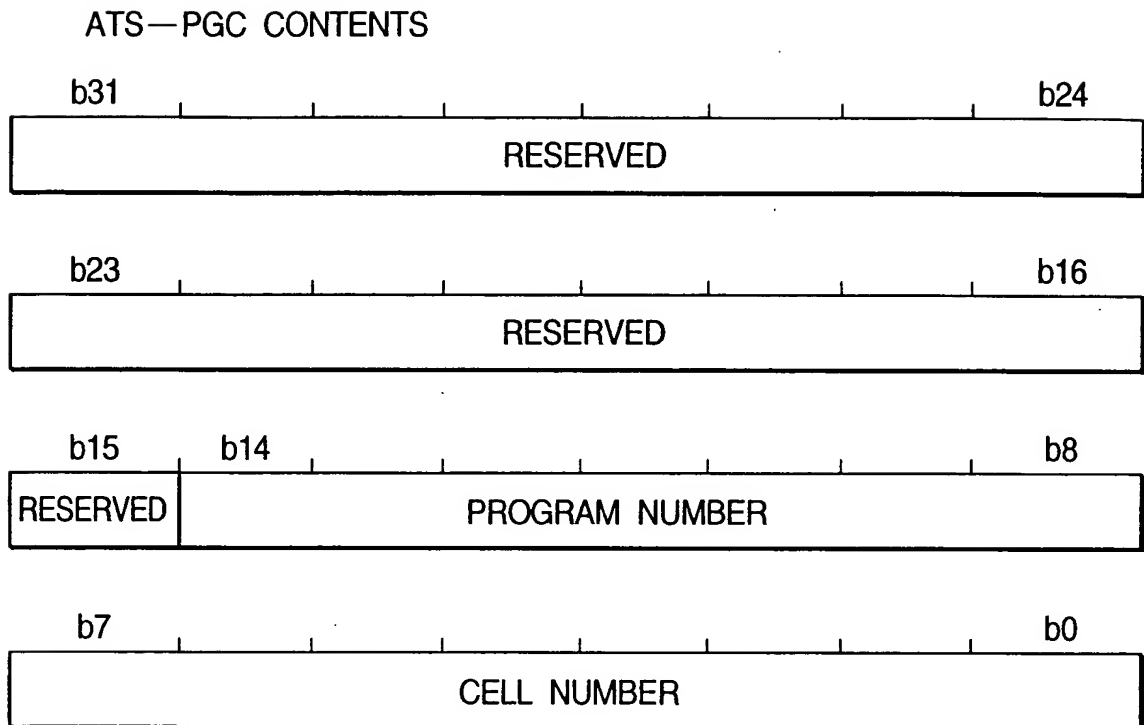 ATS—PGC CONTENTS
b31 b24
RESERVED
b23 b16
RESERVED
b15 b14 b8
RESERVED PROGRAM NUMBER
b7 b0
CELL NUMBER